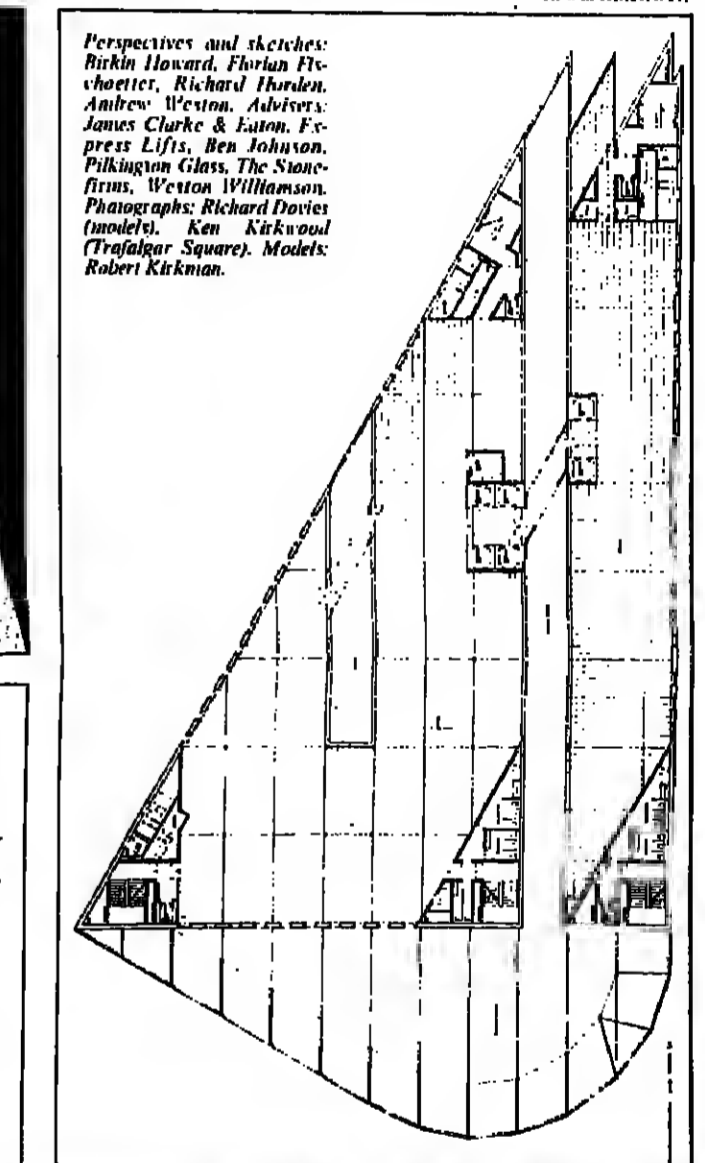 Perspectives and sketches:
Birkin Howard, Florian Fis-
choetter, Richard Horden,
Andrew Weston. Advisers:
James Clarke & Eaton, Ex-
press Lifts, Ben Johnson,
Pilkington Glass, The Stone-
firms, Weston Williamson.
Photographs: Richard Davies
(models). Ken Kirkwood
(Trafalgar Square). Models:
Robert Kirkman.